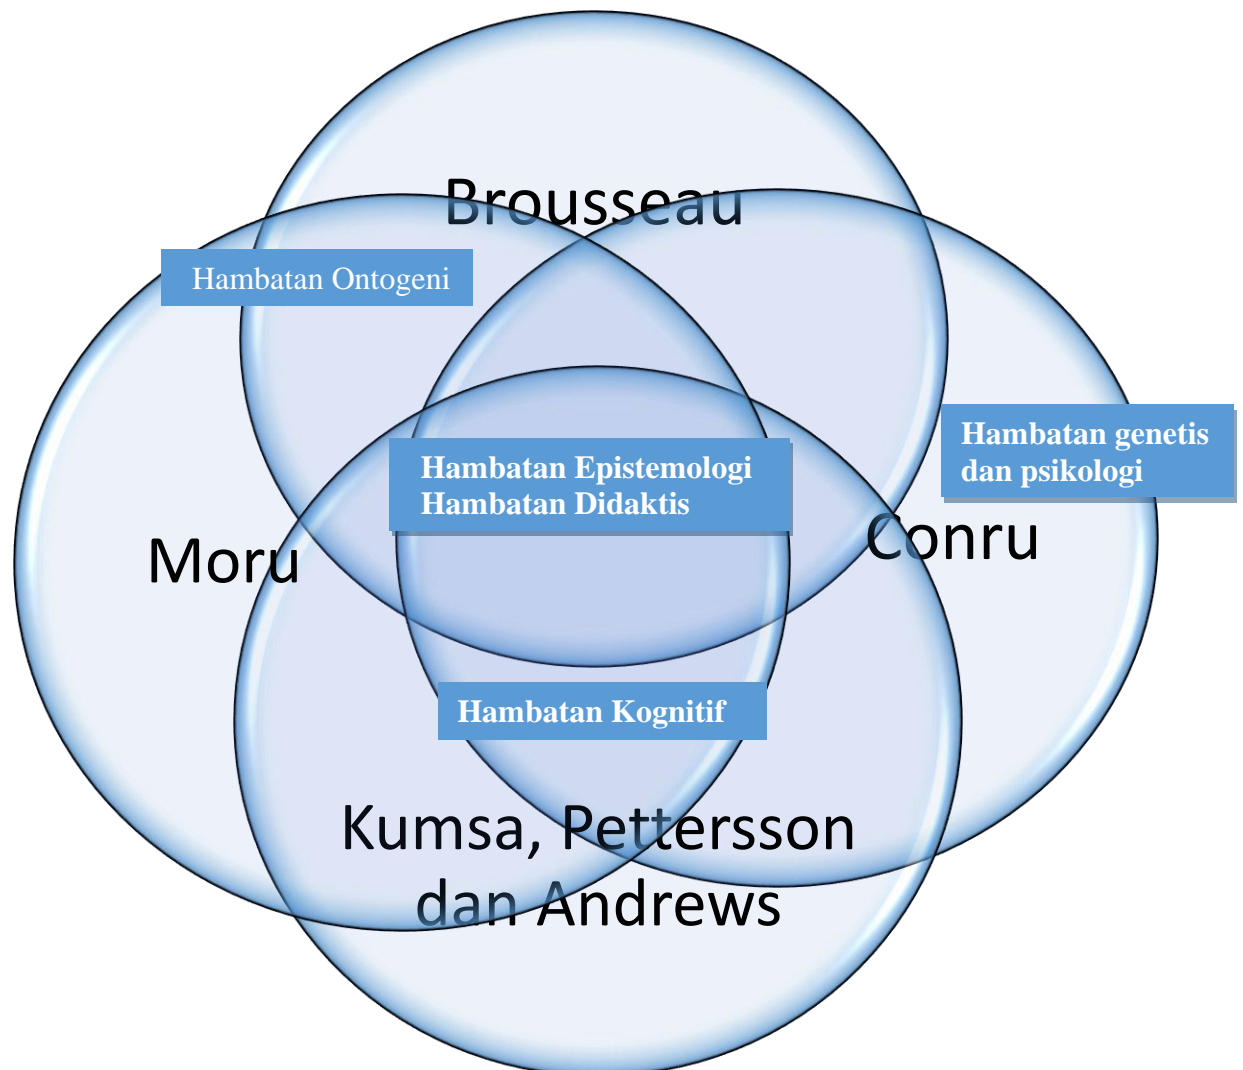 Brousseau
Hambatan Ontogeni
Hambatan genetis
dan psikologi
Hambatan Epistemologi
Hambatan Didaktis
Conru
Moru
Hambatan Kognitif
Kumsa, Pettersson
dan Andrews